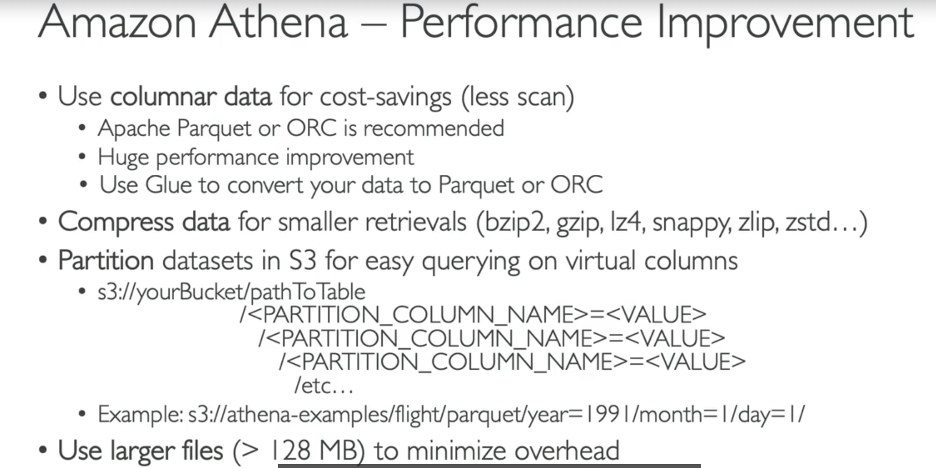 Amazon Athena – Performance Improvement
• Use columnar data for cost-savings (less scan)
• Apache Parquet or ORC is recommended
• Huge performance improvement
• Use Glue to convert your data to Parquet or ORC
• Compress data for smaller retrievals (bzip2, gzip, lz4, snappy, zlip, zstd…)
• Partition datasets in S3 for easy querying on virtual columns
• s3://yourBucket/pathToTable
/<PARTITION_COLUMN_NAME>=<VALUE>
/<PARTITION_COLUMN_NAME>=<VALUE>
/<PARTITION_COLUMN_NAME>=<VALUE>
/etc…
• Example: s3://athena-examples/flight/parquet/year=1991/month=1/day=1/
• Use larger files (> 128 MB) to minimize overhead